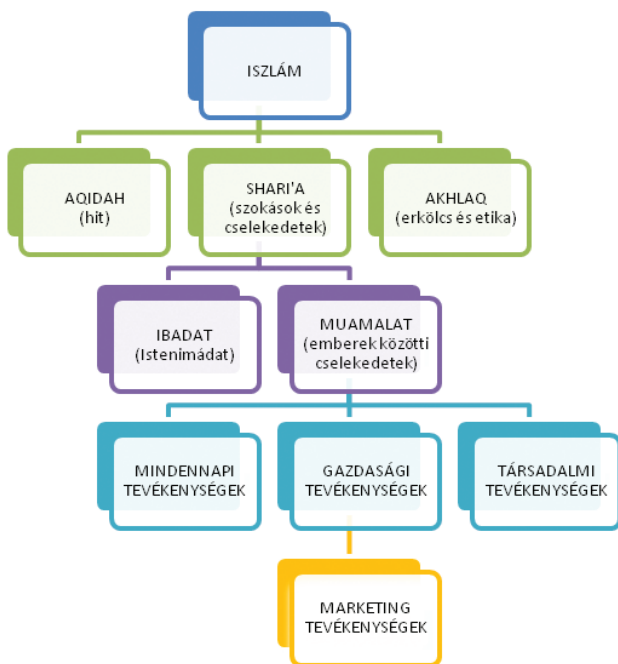 ISZLÁM
AQIDAH
(hit)
SHARI'A
(szokások és
cselekedetek)
AKHLAQ
(erkölcs és etika)
IBADAT
(Istenimádat)
MUAMALAT
(emberek közötti
cselekedetek)
MINDENNAPI
TEVÉKENYSÉGEK
GAZDASÁGI
TEVÉKENYSÉGEK
TÁRSADALMI
TEVÉKENYSÉGEK
MARKETING
TEVÉKENYSÉGEK